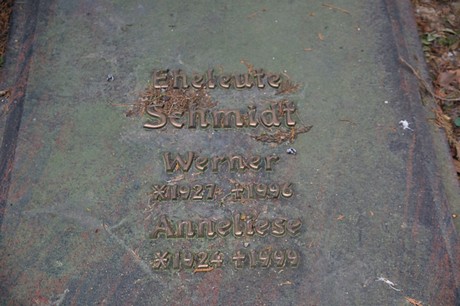 Eheleute
Schmidt
Werner
*1927 †1996
Anneliese
*1924 †1999